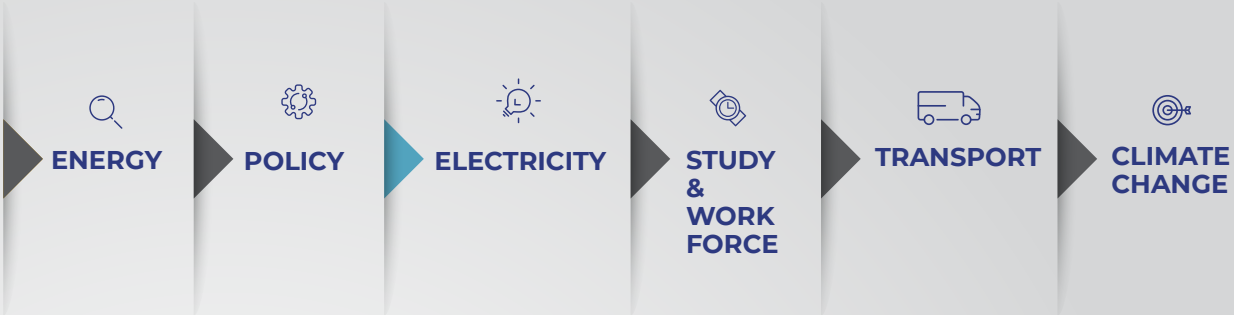 ENERGY
POLICY
ELECTRICITY
STUDY
&
WORK
FORCE
TRANSPORT
CLIMATE
CHANGE